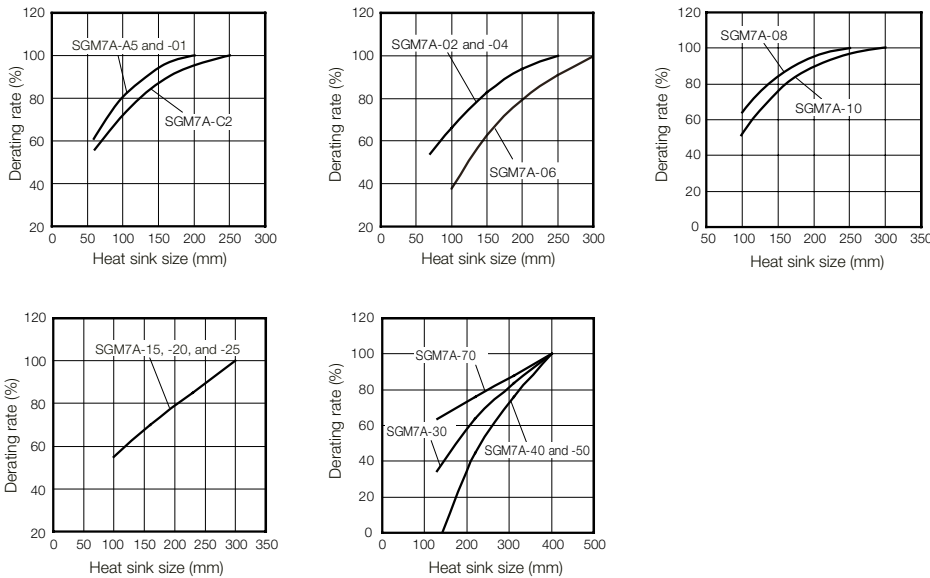 120
100
80
60
40
20
Derating rate (%)
SGM7A-A5 and -01
SGM7A-C2
0 50 100 150 200 250 300
Heat sink size (mm)
120
100
80
60
40
20
Derating rate (%)
SGM7A-02 and -04
SGM7A-06
0 50 100 150 200 250 300
Heat sink size (mm)
120
100
80
60
40
20
0
Derating rate (%)
SGM7A-08
SGM7A-10
50 100 150 200 250 300 350
Heat sink size (mm)
120
100
80
60
40
20
Derating rate (%)
SGM7A-15, -20, and -25
0 50 100 150 200 250 300 350
Heat sink size (mm)
120
100
80
60
40
20
0
Derating rate (%)
SGM7A-70
SGM7A-30
SGM7A-40 and -50
0 100 200 300 400 500
Heat sink size (mm)